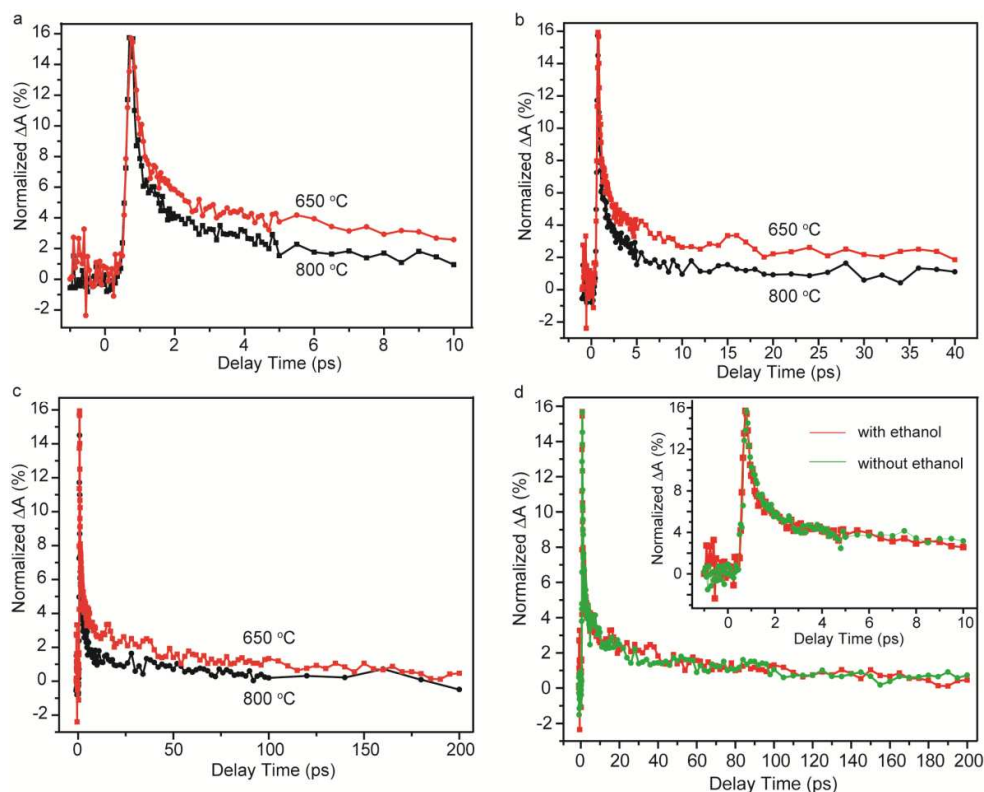 a
16
14
12
10
8
6
4
2
0
-2
Normalized ΔA (%)
650 °C
800 °C
0 2 4 6 8 10
Delay Time (ps)
b
16
14
12
10
8
6
4
2
0
-2
Normalized ΔA (%)
650 °C
800 °C
0 5 10 15 20 25 30 35 40
Delay Time (ps)
c
16
14
12
10
8
6
4
2
0
-2
Normalized ΔA (%)
650 °C
800 °C
0 50 75 100 150 200
Delay Time (ps)
d
16
14
12
10
8
6
4
2
0
-2
Normalized ΔA (%)
16
12
8
4
0
Normalized ΔA (%)
with ethanol
without ethanol
0 2 4 6 8 10
Delay Time (ps)
0 20 40 60 80 100 120 140 160 180 200
Delay Time (ps)